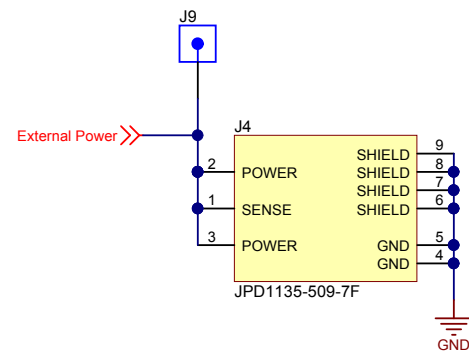 J9
External Power
J4
2 POWER
1 SENSE
3 POWER
SHIELD 9
SHIELD 8
SHIELD 7
SHIELD 6
GND 5
GND 4
JPD1135-509-7F
GND